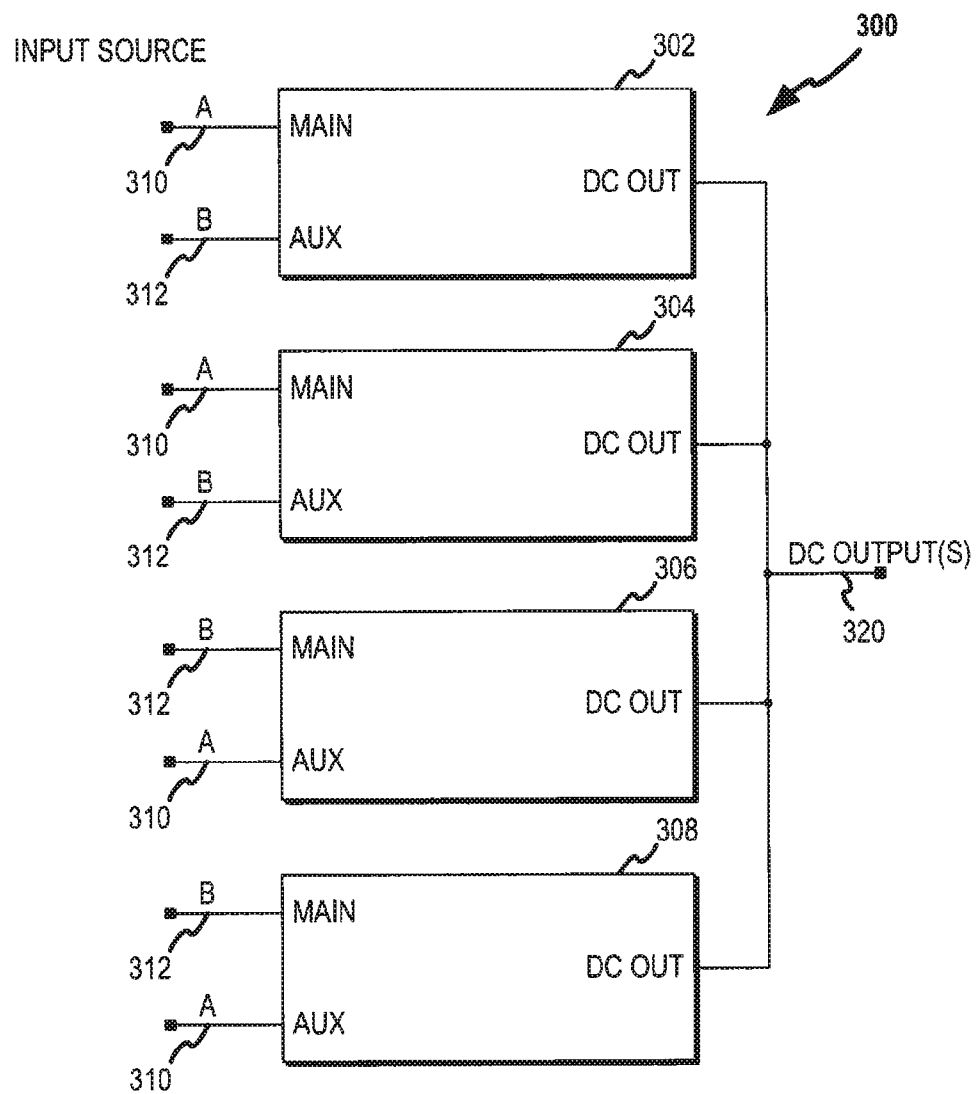 300
INPUT SOURCE
302
A
MAIN
310
DC OUT
B
AUX
312
304
A
MAIN
310
DC OUT
B
AUX
312
DC OUTPUT(S)
320
306
B
MAIN
312
DC OUT
A
AUX
310
308
B
MAIN
312
DC OUT
A
AUX
310